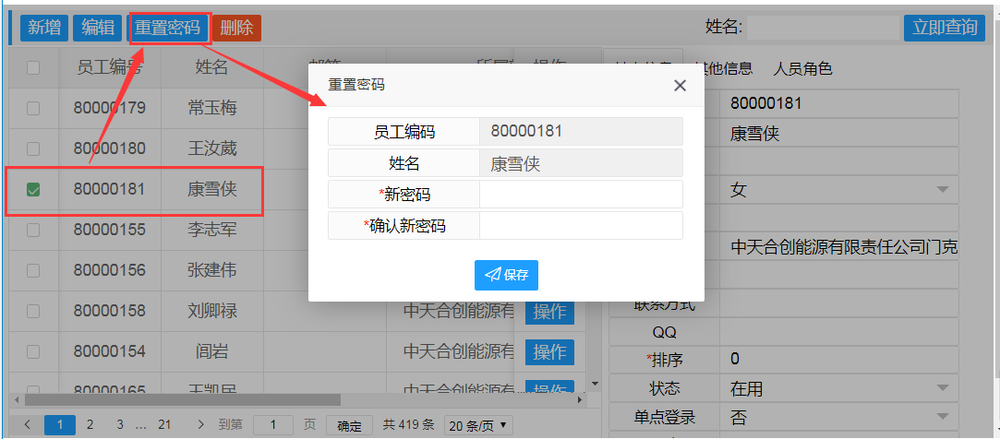 新增 编辑 重置密码 删除 姓名: 立即查询
员工编号 姓名 操作
其他信息 人员角色
80000179 常玉梅
80000180 王汝葳
80000181 康雪侠
80000155 李志军
80000156 张建伟
80000158 刘卿禄 中天合创能源有 操作
80000154 闾岩 中天合创能源有 操作
80000165 王凯民 中天合创能源有 操作
重置密码
员工编码 80000181
姓名 康雪侠
*新密码
*确认新密码
保存
80000181
康雪侠
女
中天合创能源有限责任公司门克
联系方式
QQ
*排序 0
状态 在用
单点登录 否
1 2 3 … 21 到第 1 页 确定 共 419 条 20 条/页